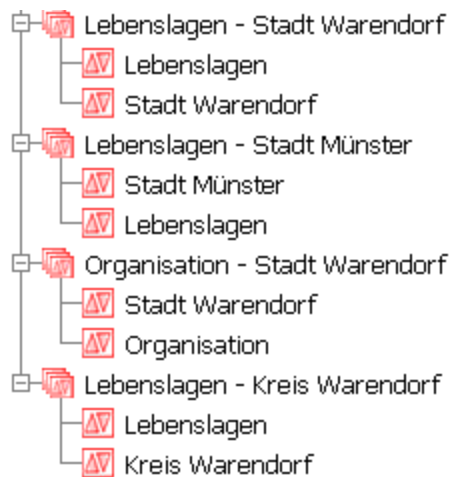 Lebenslagen - Stadt Warendorf
Lebenslagen
Stadt Warendorf
Lebenslagen - Stadt Münster
Stadt Münster
Lebenslagen
Organisation - Stadt Warendorf
Stadt Warendorf
Organisation
Lebenslagen - Kreis Warendorf
Lebenslagen
Kreis Warendorf